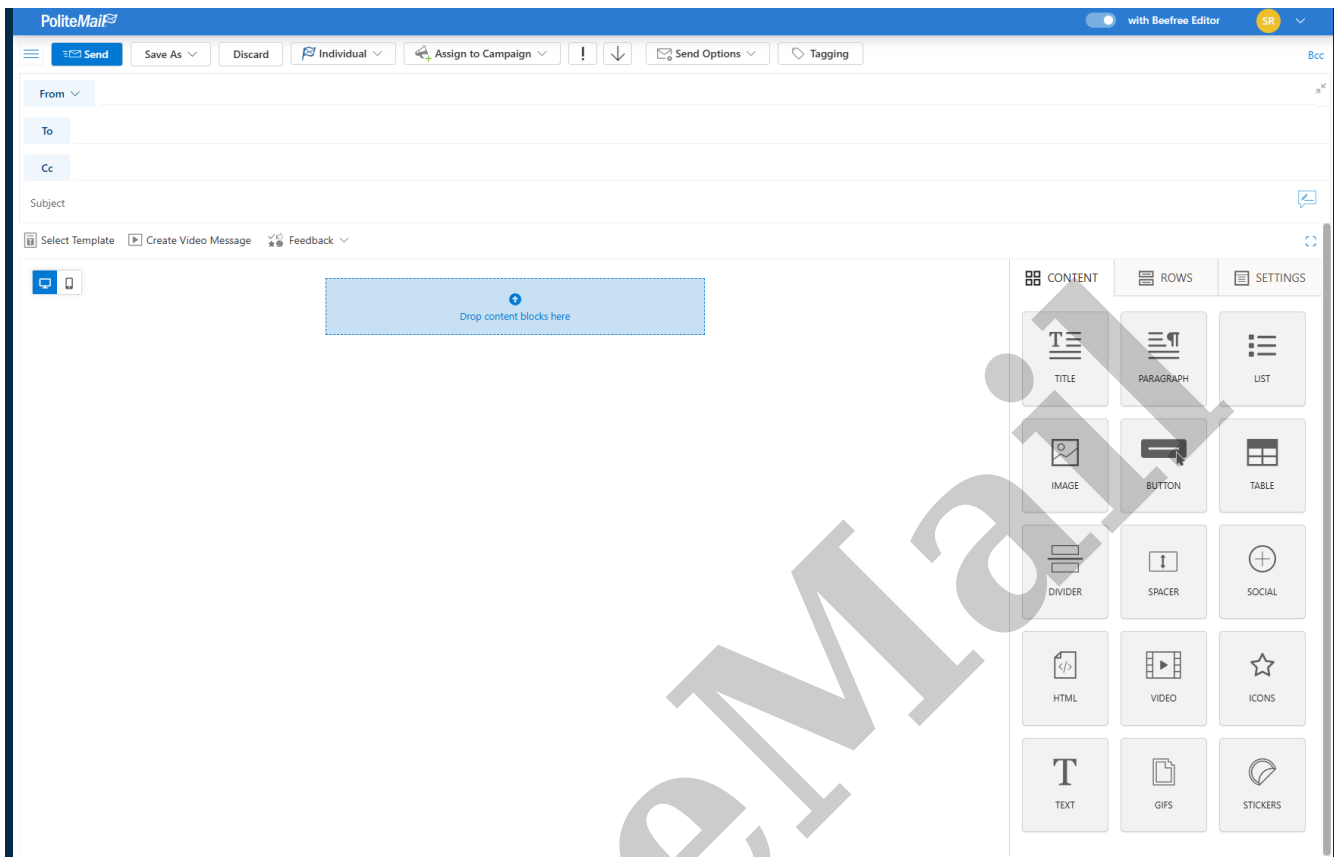 PoliteMail with Beefree Editor SR
Send Save As Discard Individual Assign to Campaign ! Send Options Tagging Bcc
From
To
Cc
Subject
Select Template Create Video Message Feedback
Drop content blocks here
CONTENT ROWS SETTINGS
TITLE PARAGRAPH LIST
IMAGE BUTTON TABLE
DIVIDER SPACER SOCIAL
HTML VIDEO ICONS
TEXT GIFS STICKERS
eMail